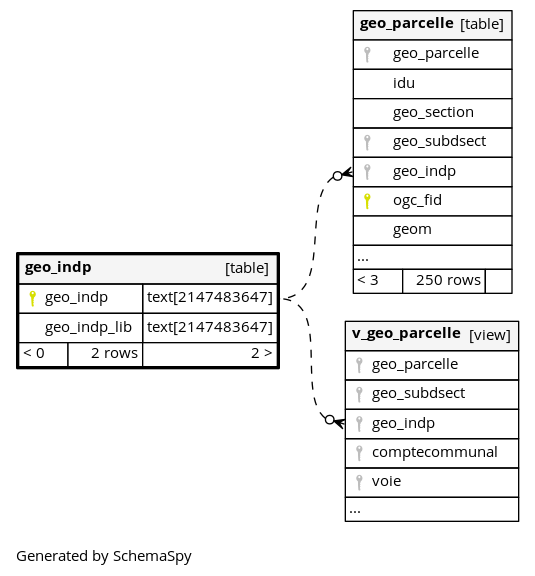 geo_parcelle [table]
geo_parcelle
idu
geo_section
geo_subdsect
geo_indp
ogc_fid
geom
...
< 3 250 rows
geo_indp [table]
geo_indp text[2147483647]
geo_indp_lib text[2147483647]
< 0 2 rows 2 >
v_geo_parcelle [view]
geo_parcelle
geo_subdsect
geo_indp
comptecommunal
voie
...
Generated by SchemaSpy